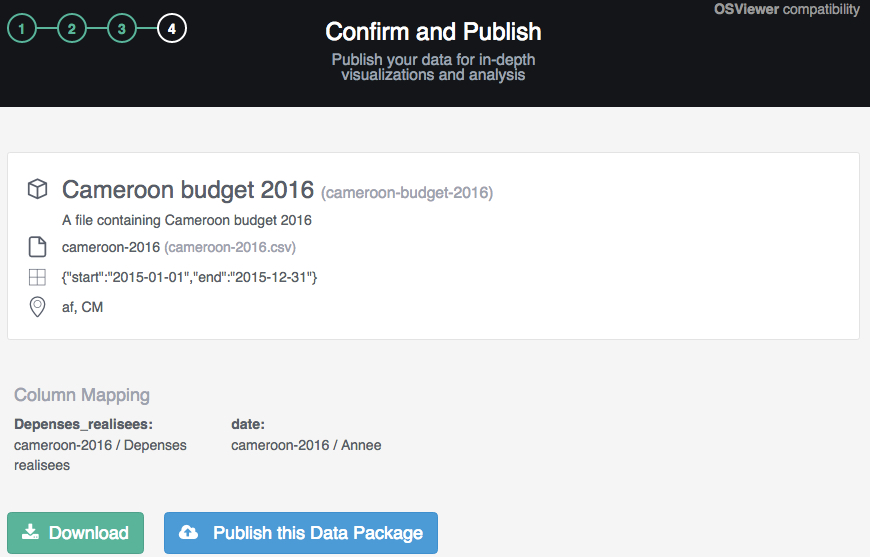 1 2 3 4
OSViewer compatibility
Confirm and Publish
Publish your data for in-depth
visualizations and analysis
Cameroon budget 2016 (cameroon-budget-2016)
A file containing Cameroon budget 2016
cameroon-2016 (cameroon-2016.csv)
{"start":"2015-01-01","end":"2015-12-31"}
af, CM
Column Mapping
Depenses_realisees:
cameroon-2016 / Depenses
realisees
date:
cameroon-2016 / Annee
Download
Publish this Data Package